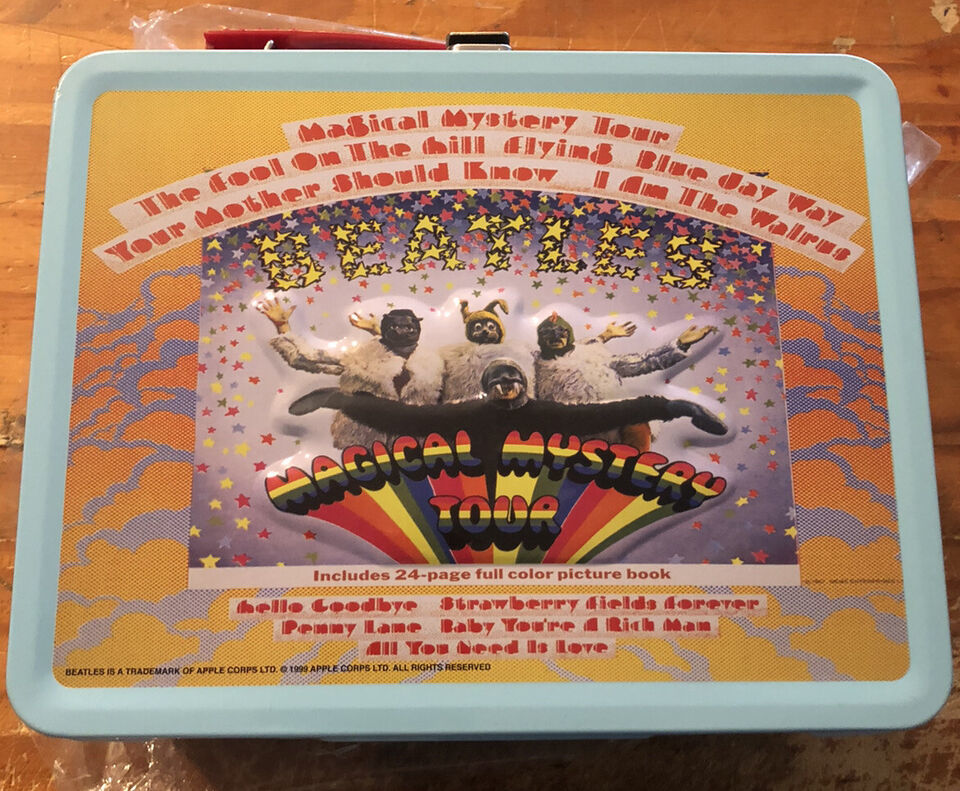 Magical Mystery Tour
The Fool On The Hill Flying Blue Jay Way
Your Mother Should Know I Am The Walrus
BEATLES
MAGICAL MYSTERY
TOUR
Includes 24-page full color picture book
Hello Goodbye Strawberry Fields Forever
Penny Lane Baby You're A Rich Man
All You Need Is Love
BEATLES IS A TRADEMARK OF APPLE CORPS LTD. © 1999 APPLE CORPS LTD. ALL RIGHTS RESERVED